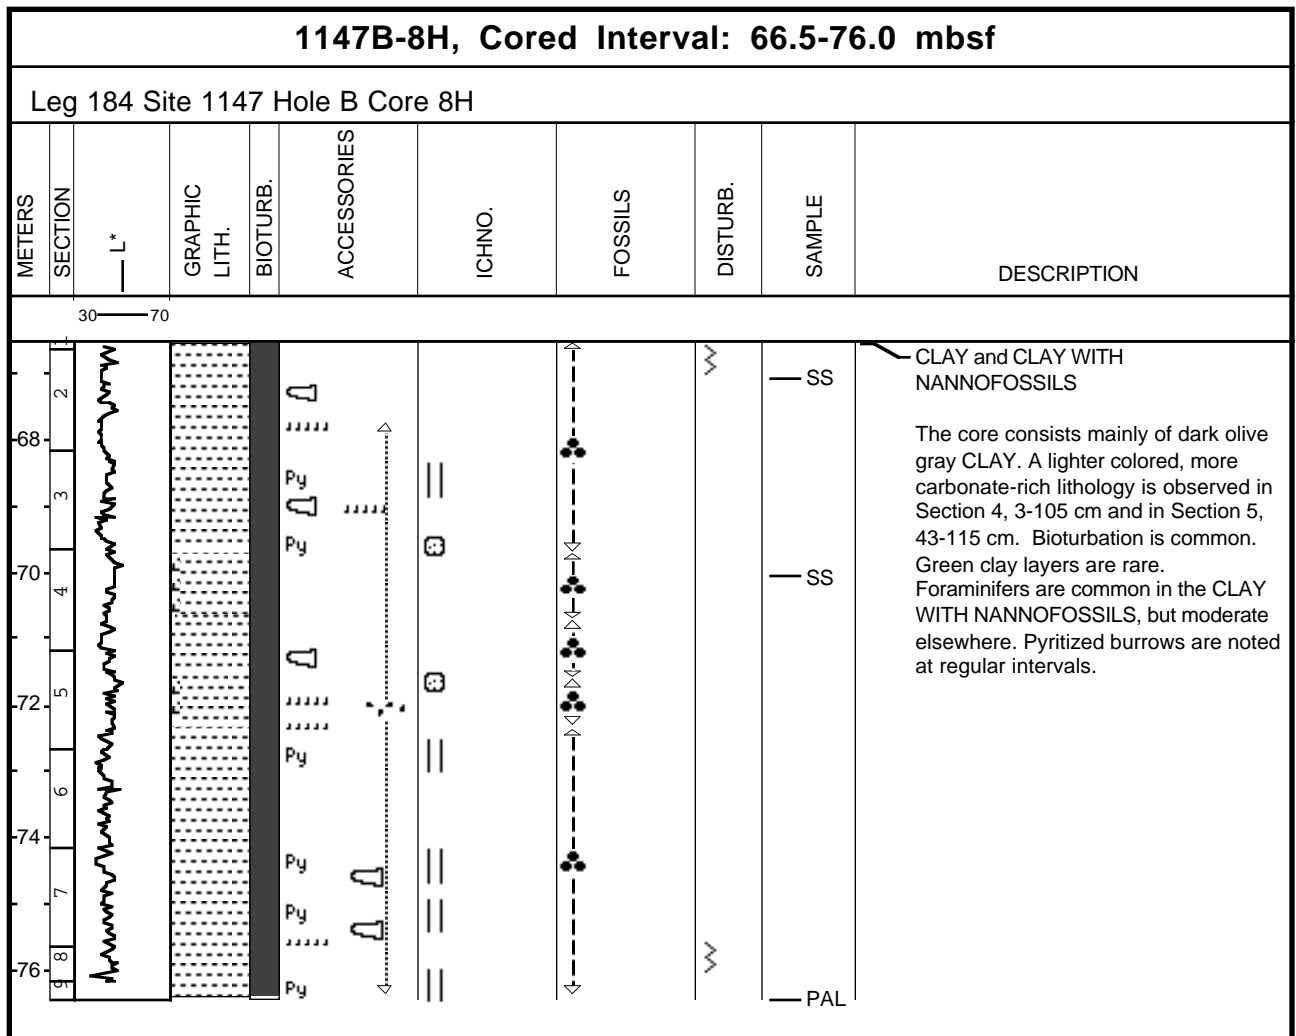 1147B-8H, Cored Interval: 66.5-76.0 mbsf
Leg 184 Site 1147 Hole B Core 8H
METERS
SECTION
L*
GRAPHIC
LITH.
BIOTURB.
ACCESSORIES
ICHNO.
FOSSILS
DISTURB.
SAMPLE
DESCRIPTION
30 70
68
70
72
74
76
1
2
3
4
5
6
7
8
9
Py
Py
Py
Py
Py
Py
SS
SS
PAL
CLAY and CLAY WITH
NANNOFOSSILS
The core consists mainly of dark olive
gray CLAY. A lighter colored, more
carbonate-rich lithology is observed in
Section 4, 3-105 cm and in Section 5,
43-115 cm. Bioturbation is common.
Green clay layers are rare.
Foraminifers are common in the CLAY
WITH NANNOFOSSILS, but moderate
elsewhere. Pyritized burrows are noted
at regular intervals.